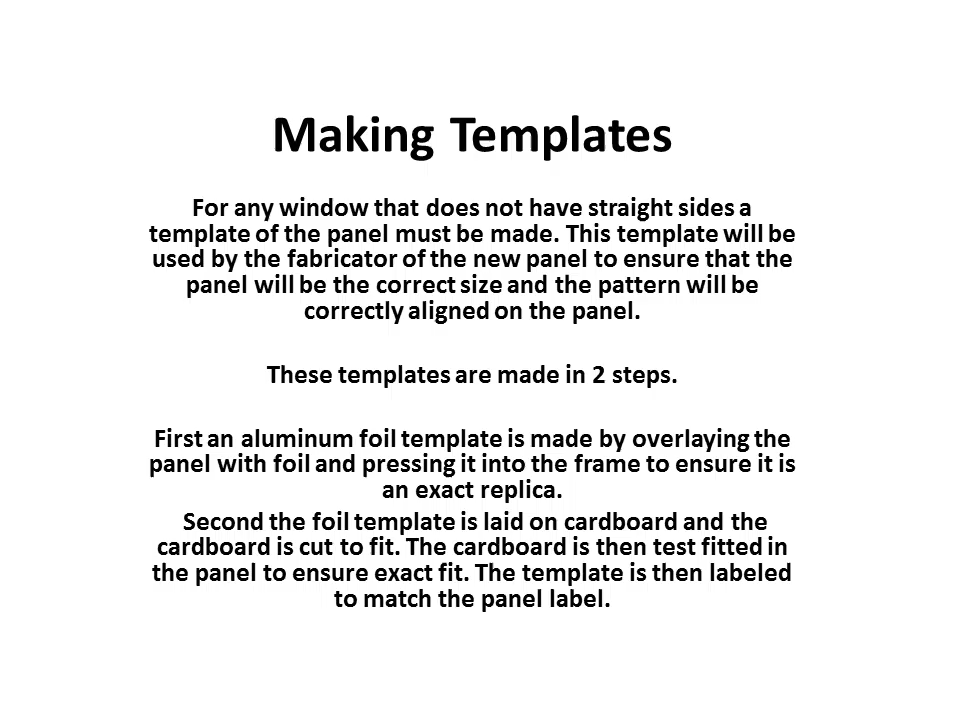 Making Templates
For any window that does not have straight sides a
template of the panel must be made. This template will be
used by the fabricator of the new panel to ensure that the
panel will be the correct size and the pattern will be
correctly aligned on the panel.
These templates are made in 2 steps.
First an aluminum foil template is made by overlaying the
panel with foil and pressing it into the frame to ensure it is
an exact replica.
Second the foil template is laid on cardboard and the
cardboard is cut to fit. The cardboard is then test fitted in
the panel to ensure exact fit. The template is then labeled
to match the panel label.